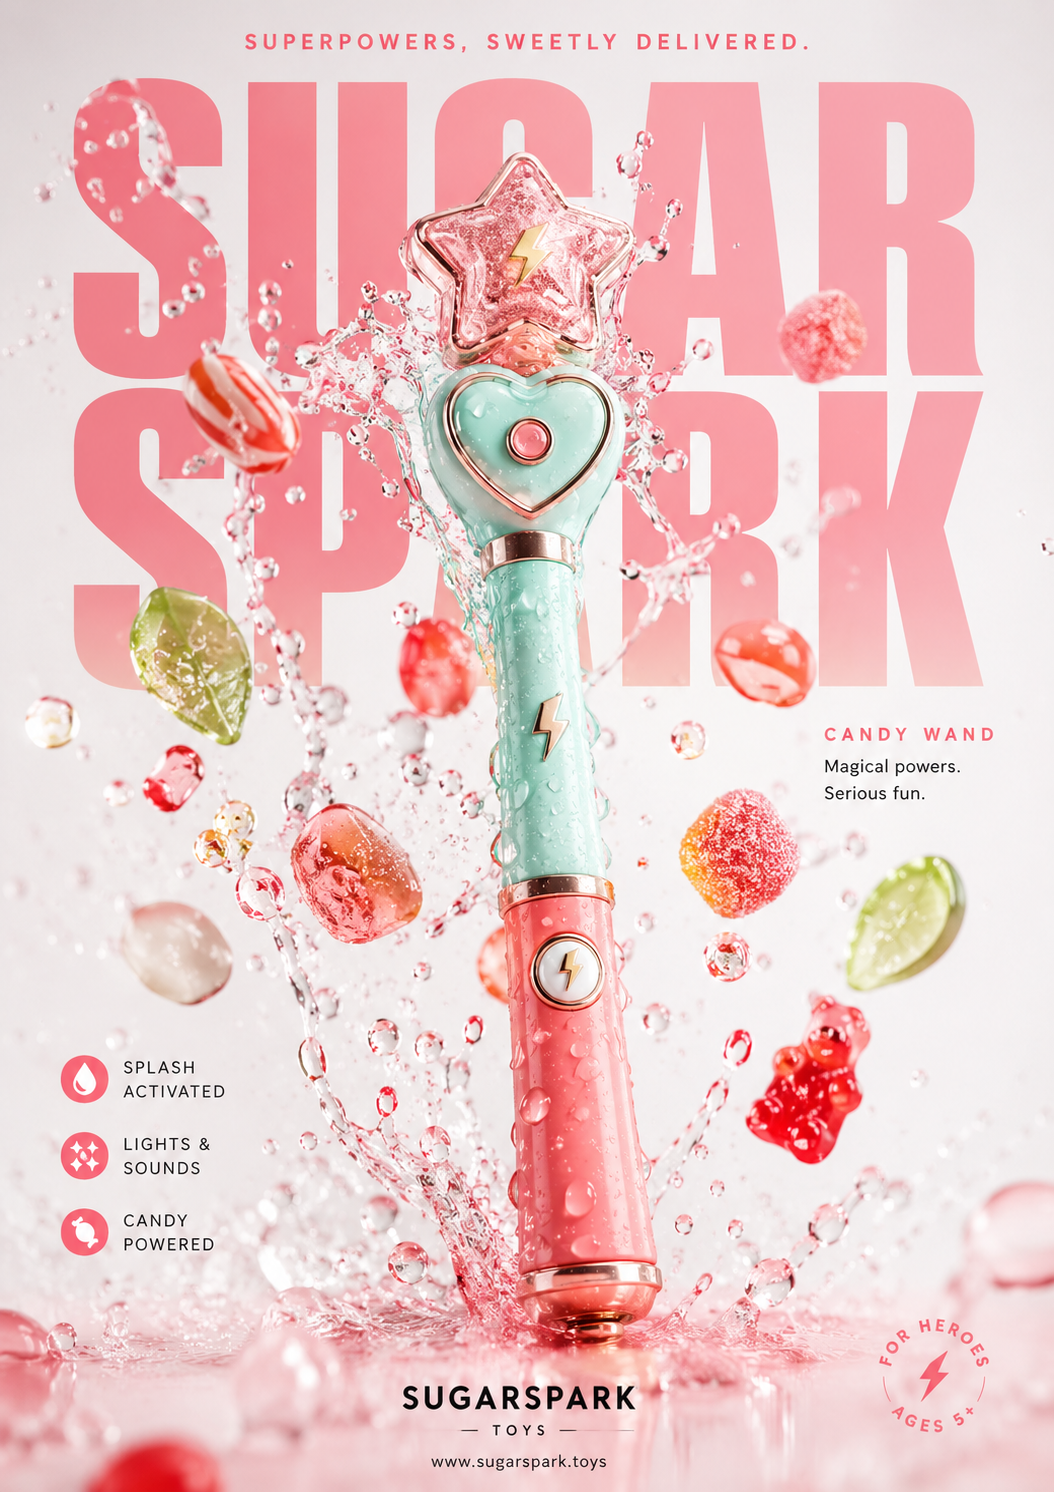 SUPERPOWERS, SWEETLY DELIVERED.
SUGAR
SPARK
CANDY WAND
Magical powers.
Serious fun.
SPLASH
ACTIVATED
LIGHTS &
SOUNDS
CANDY
POWERED
FOR HEROES
AGES 5+
SUGARSPARK
TOYS
www.sugarspark.toys